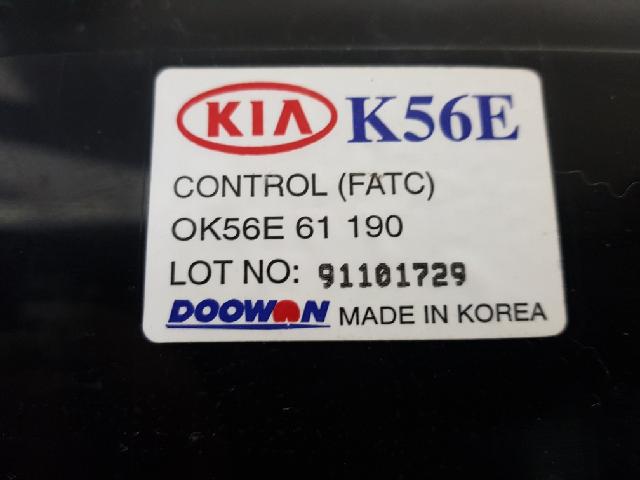 KIA K56E
CONTROL (FATC)
OK56E 61 190
LOT NO: 91101729
DOOWON MADE IN KOREA